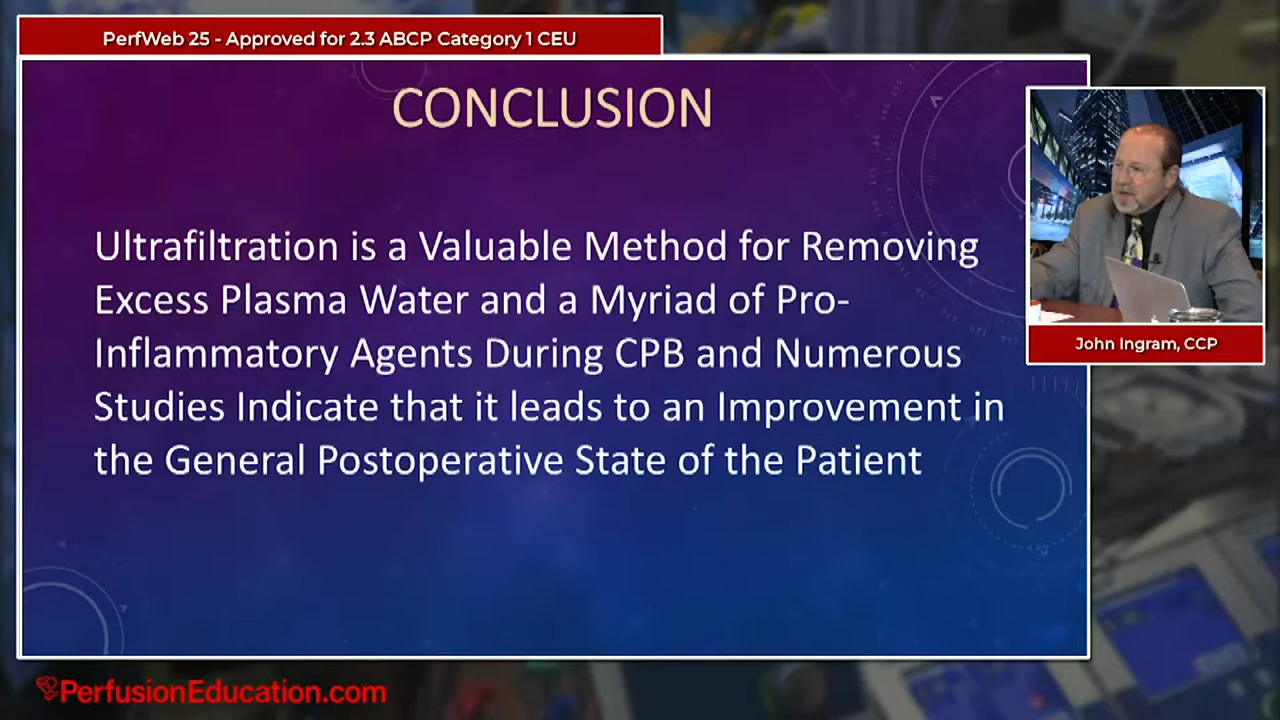 PerfWeb 25 - Approved for 2.3 ABCP Category 1 CEU
CONCLUSION
Ultrafiltration is a Valuable Method for Removing
Excess Plasma Water and a Myriad of Pro-
Inflammatory Agents During CPB and Numerous
Studies Indicate that it leads to an Improvement in
the General Postoperative State of the Patient
John Ingram, CCP
PerfusionEducation.com